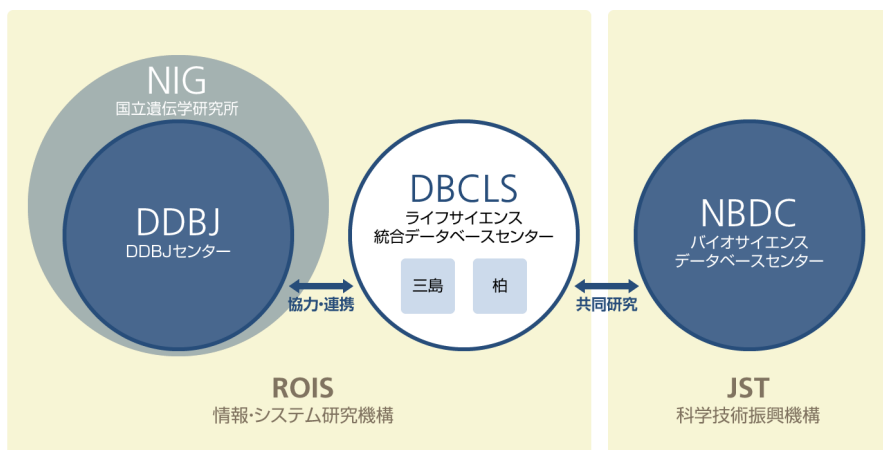 NIG
国立遺伝学研究所
DDBJ
DDBJセンター
協力・連携
DBCLS
ライフサイエンス
統合データベースセンター
三島
柏
共同研究
NBDC
バイオサイエンス
データベースセンター
ROIS
情報・システム研究機構
JST
科学技術振興機構